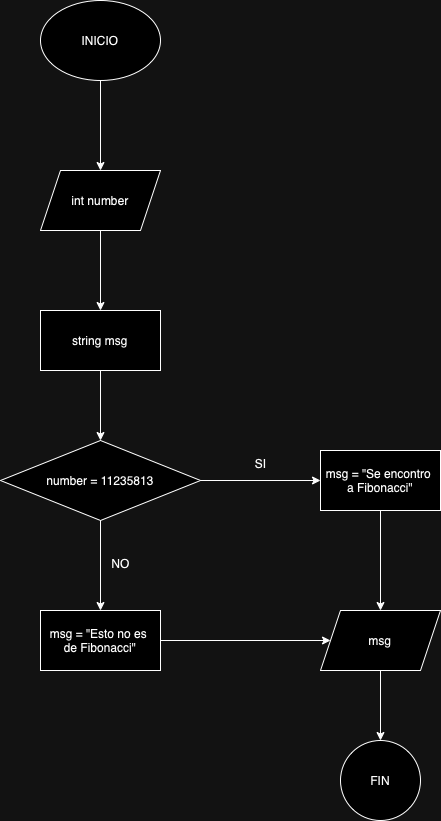 INICIO
int number
string msg
number = 11235813
SI
msg = "Se encontro
a Fibonacci"
NO
msg = "Esto no es
de Fibonacci"
msg
FIN